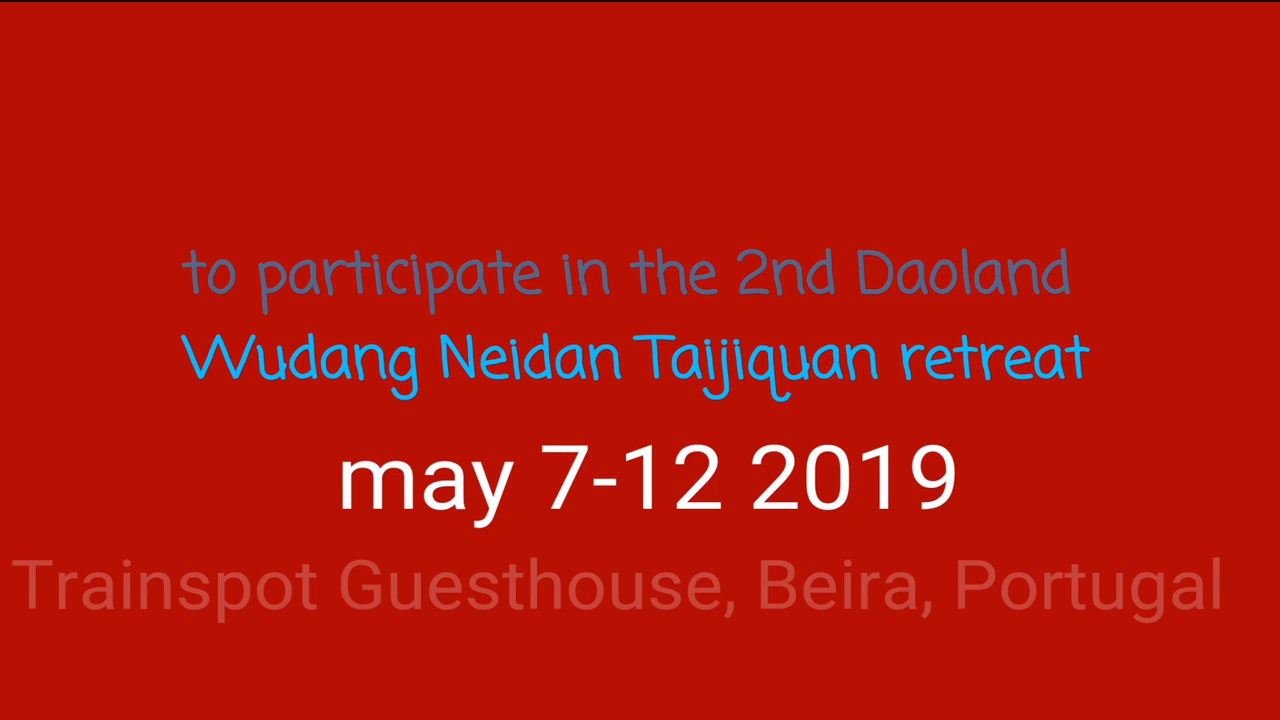 to participate in the 2nd Daoland
Wudang Neidan Taijiquan retreat
may 7-12 2019
Trainspot Guesthouse, Beira, Portugal